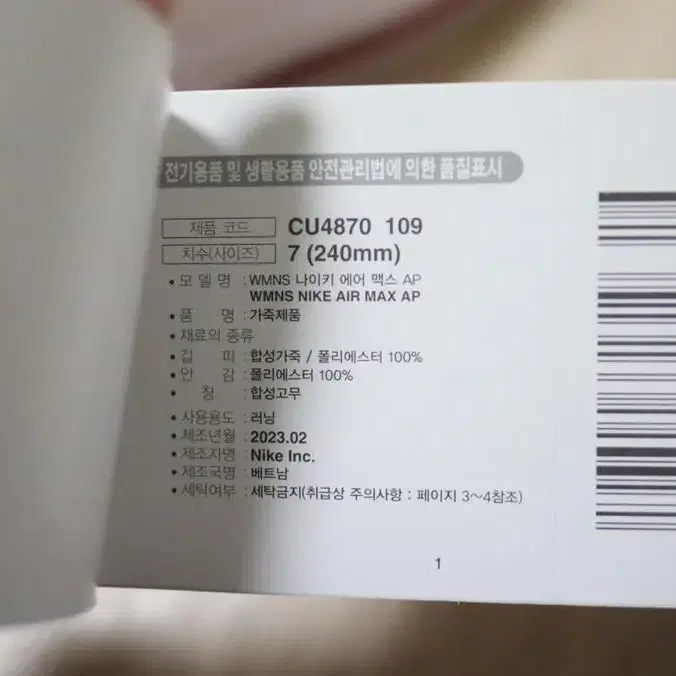 전기용품 및 생활용품 안전관리법에 의한 품질표시
제품 코드 CU4870 109
치수(사이즈) 7 (240mm)
• 모 델 명 : WMNS 나이키 에어 맥스 AP
WMNS NIKE AIR MAX AP
• 품 명 : 가죽제품
• 재료의 종류
• 겉 피 : 합성가죽 / 폴리에스터 100%
• 안 감 : 폴리에스터 100%
• 창 : 합성고무
• 사용용도 : 러닝
• 제조년월 : 2023.02
• 제조자명 : Nike Inc.
• 제조국명 : 베트남
• 세탁여부 : 세탁금지(취급상 주의사항 : 페이지 3~4참조)
1